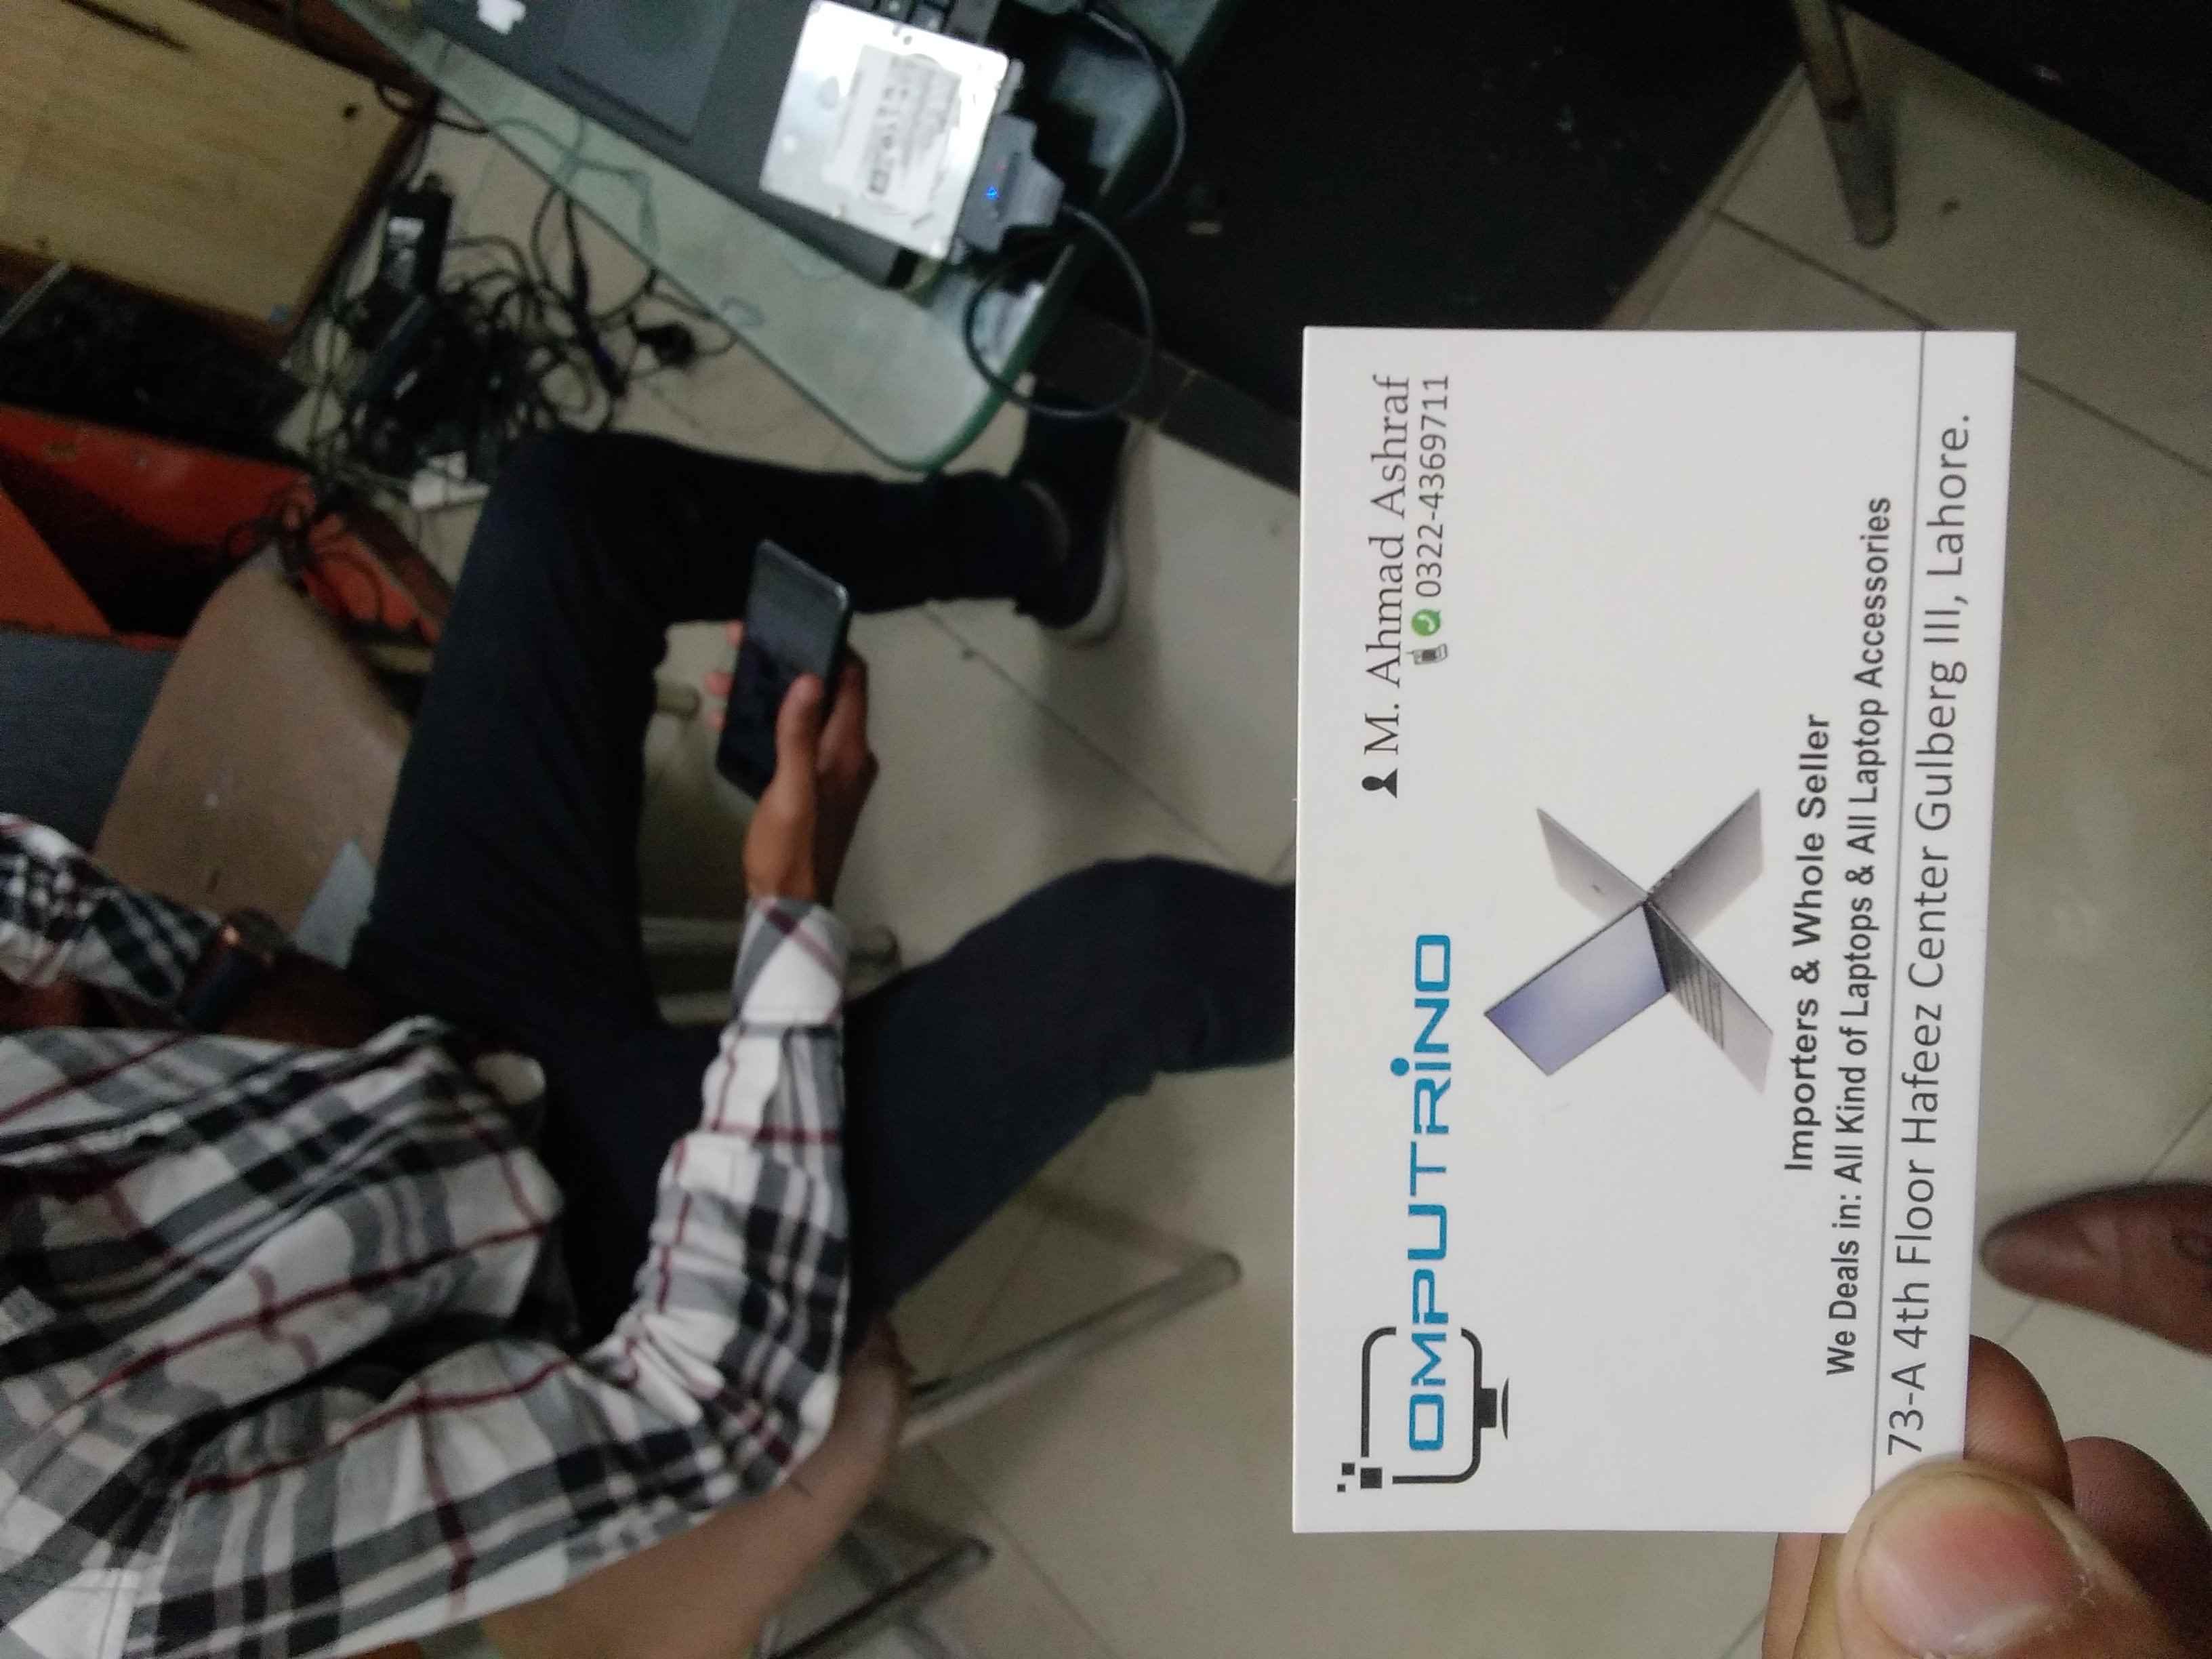 COMPUTRINO
M. Ahmad Ashraf
0322-4369711
Importers & Whole Seller
We Deals in: All Kind of Laptops & All Laptop Accessories
73-A 4th Floor Hafeez Center Gulberg III, Lahore.